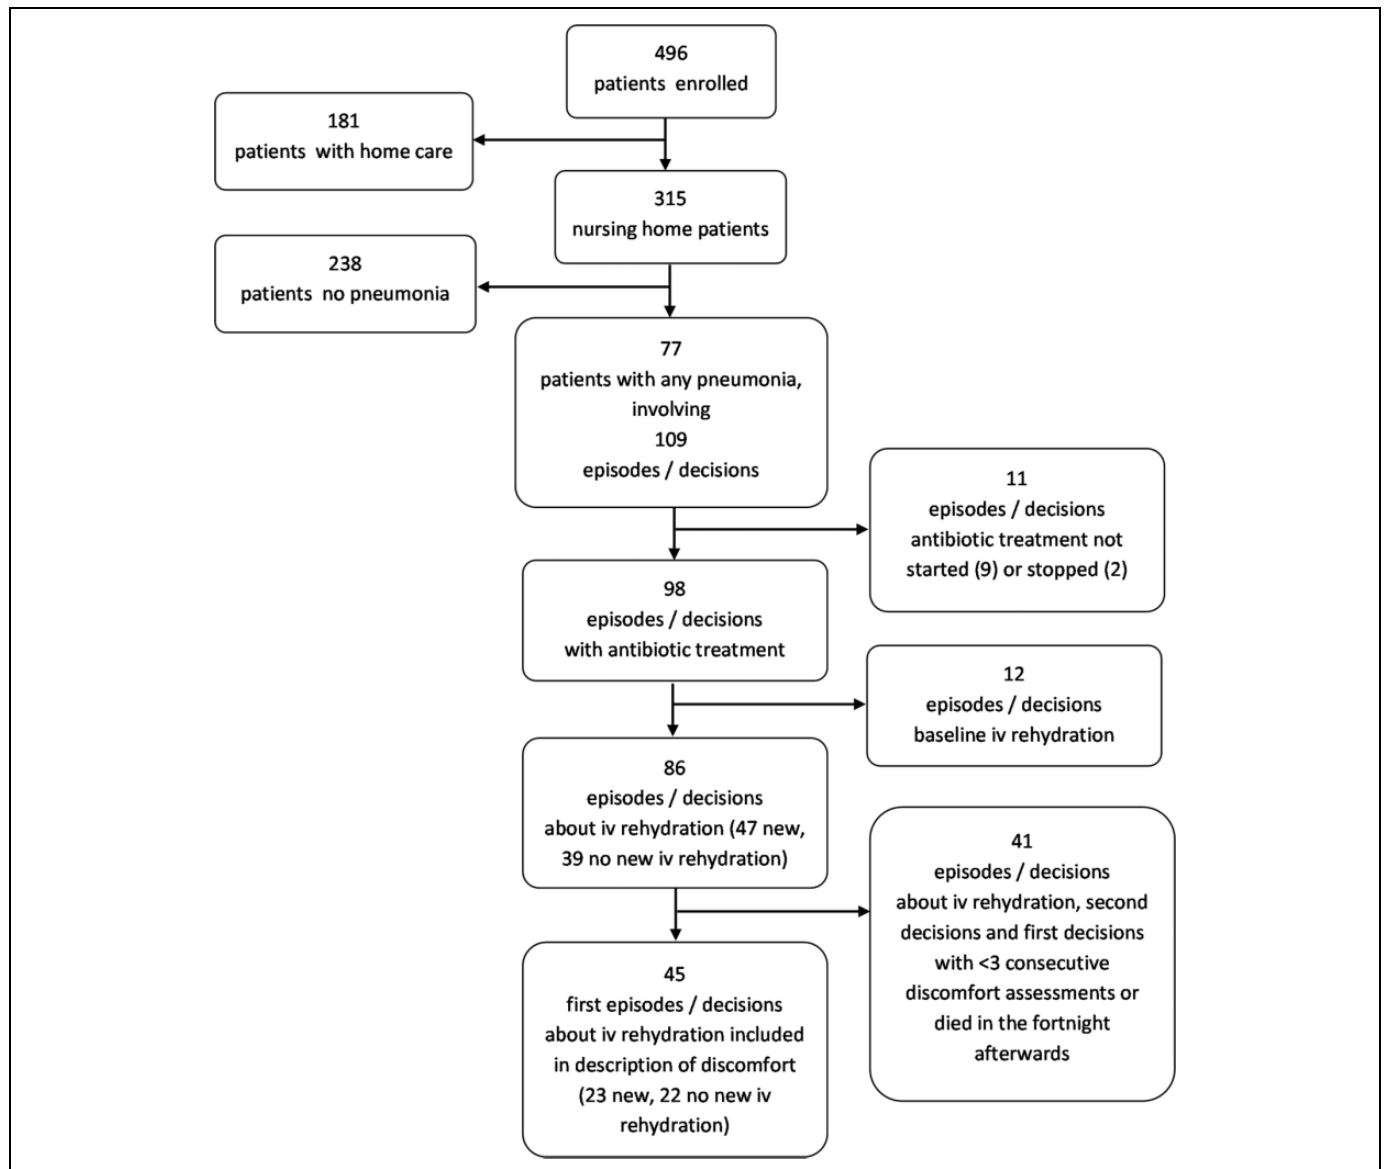 496
patients enrolled
181
patients with home care
315
nursing home patients
238
patients no pneumonia
77
patients with any pneumonia,
involving
109
episodes / decisions
11
episodes / decisions
antibiotic treatment not
started (9) or stopped (2)
98
episodes / decisions
with antibiotic treatment
12
episodes / decisions
baseline iv rehydration
86
episodes / decisions
about iv rehydration (47 new,
39 no new iv rehydration)
41
episodes / decisions
about iv rehydration, second
decisions and first decisions
with <3 consecutive
discomfort assessments or
died in the fortnight
afterwards
45
first episodes / decisions
about iv rehydration included
in description of discomfort
(23 new, 22 no new iv
rehydration)